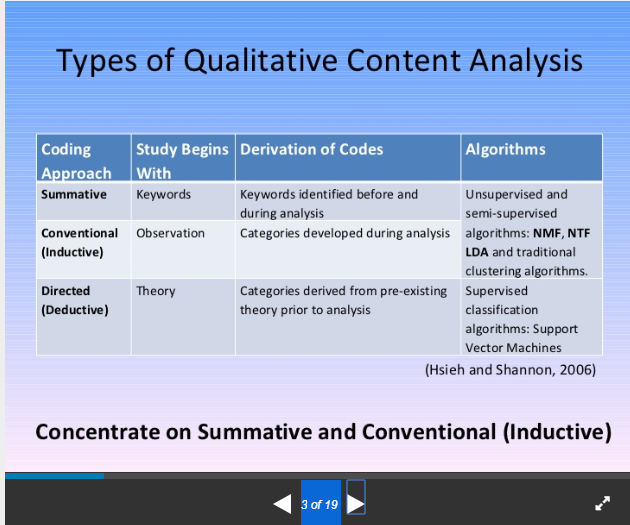 Types of Qualitative Content Analysis
Coding Approach
Study Begins With
Derivation of Codes
Algorithms
Summative
Keywords
Keywords identified before and
during analysis
Unsupervised and
semi-supervised
algorithms: NMF, NTF
LDA and traditional
clustering algorithms.
Conventional
(Inductive)
Observation
Categories developed during analysis
Directed
(Deductive)
Theory
Categories derived from pre-existing
theory prior to analysis
Supervised
classification
algorithms: Support
Vector Machines
(Hsieh and Shannon, 2006)
Concentrate on Summative and Conventional (Inductive)
3 of 19